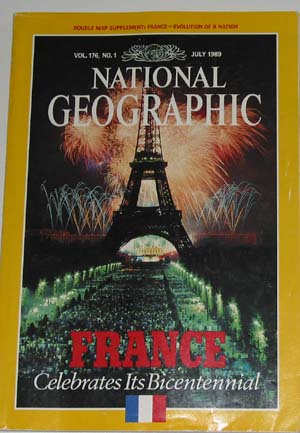 DOUBLE MAP SUPPLEMENT: FRANCE—EVOLUTION OF A NATION
VOL. 176, NO. 1 JULY 1989
NATIONAL
GEOGRAPHIC
FRANCE
Celebrates Its Bicentennial